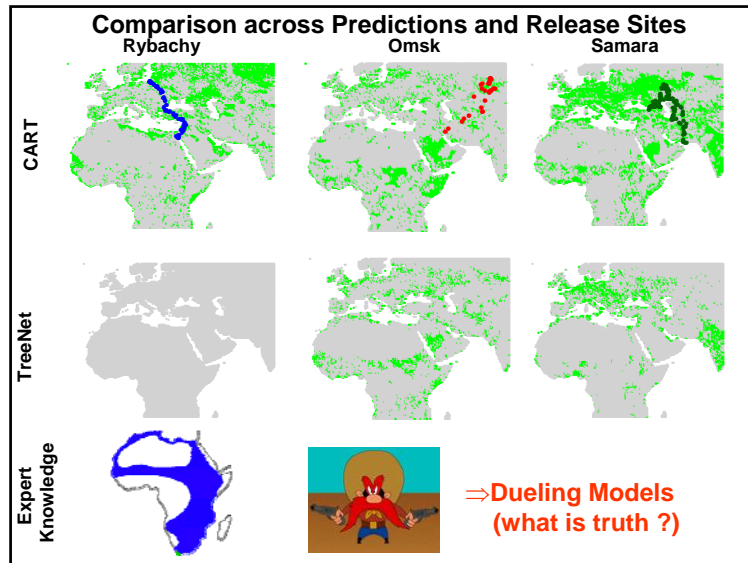 Comparison across Predictions and Release Sites
Rybachy
Omsk
Samara
CART
TreeNet
Expert
Knowledge
⇒Dueling Models
(what is truth ?)